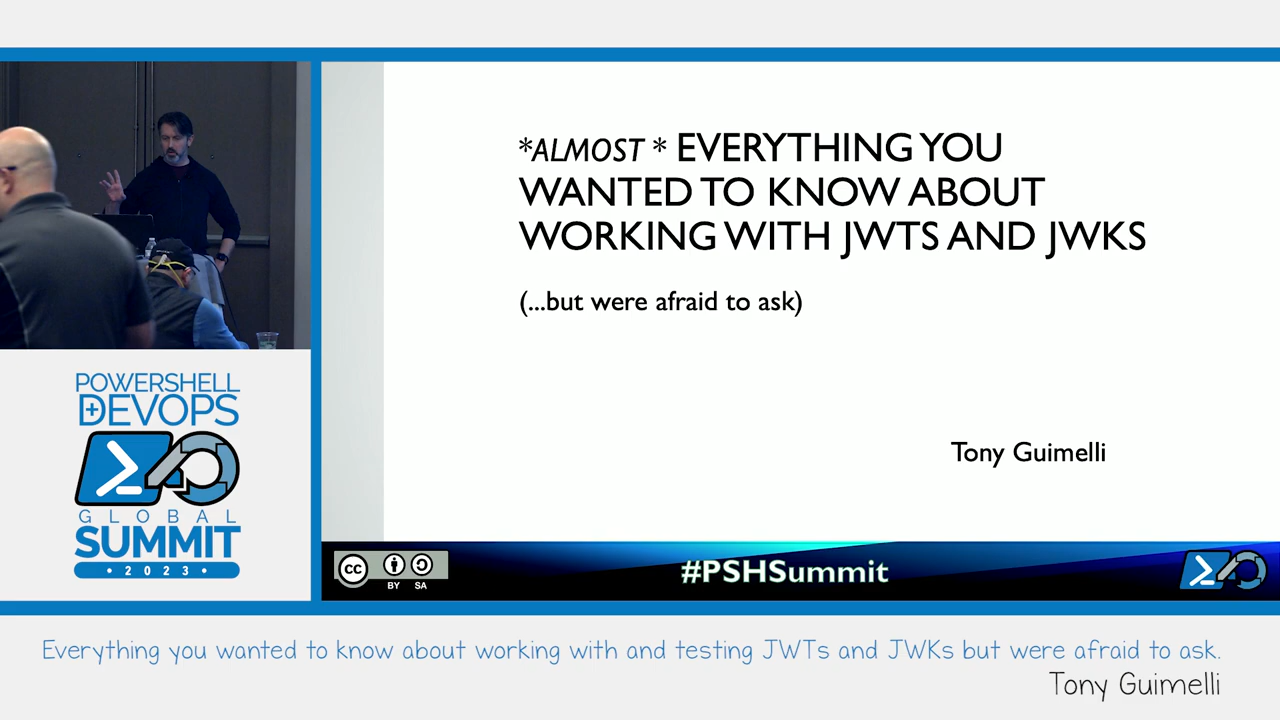 *ALMOST * EVERYTHING YOU
WANTED TO KNOW ABOUT
WORKING WITH JWTS AND JWKS
(...but were afraid to ask)
Tony Guimelli
POWERSHELL
+DEVOPS
GLOBAL
SUMMIT
• 2023 •
cc
BY SA
#PSHSummit
Everything you wanted to know about working with and testing JWTs and JWKs but were afraid to ask.
Tony Guimelli